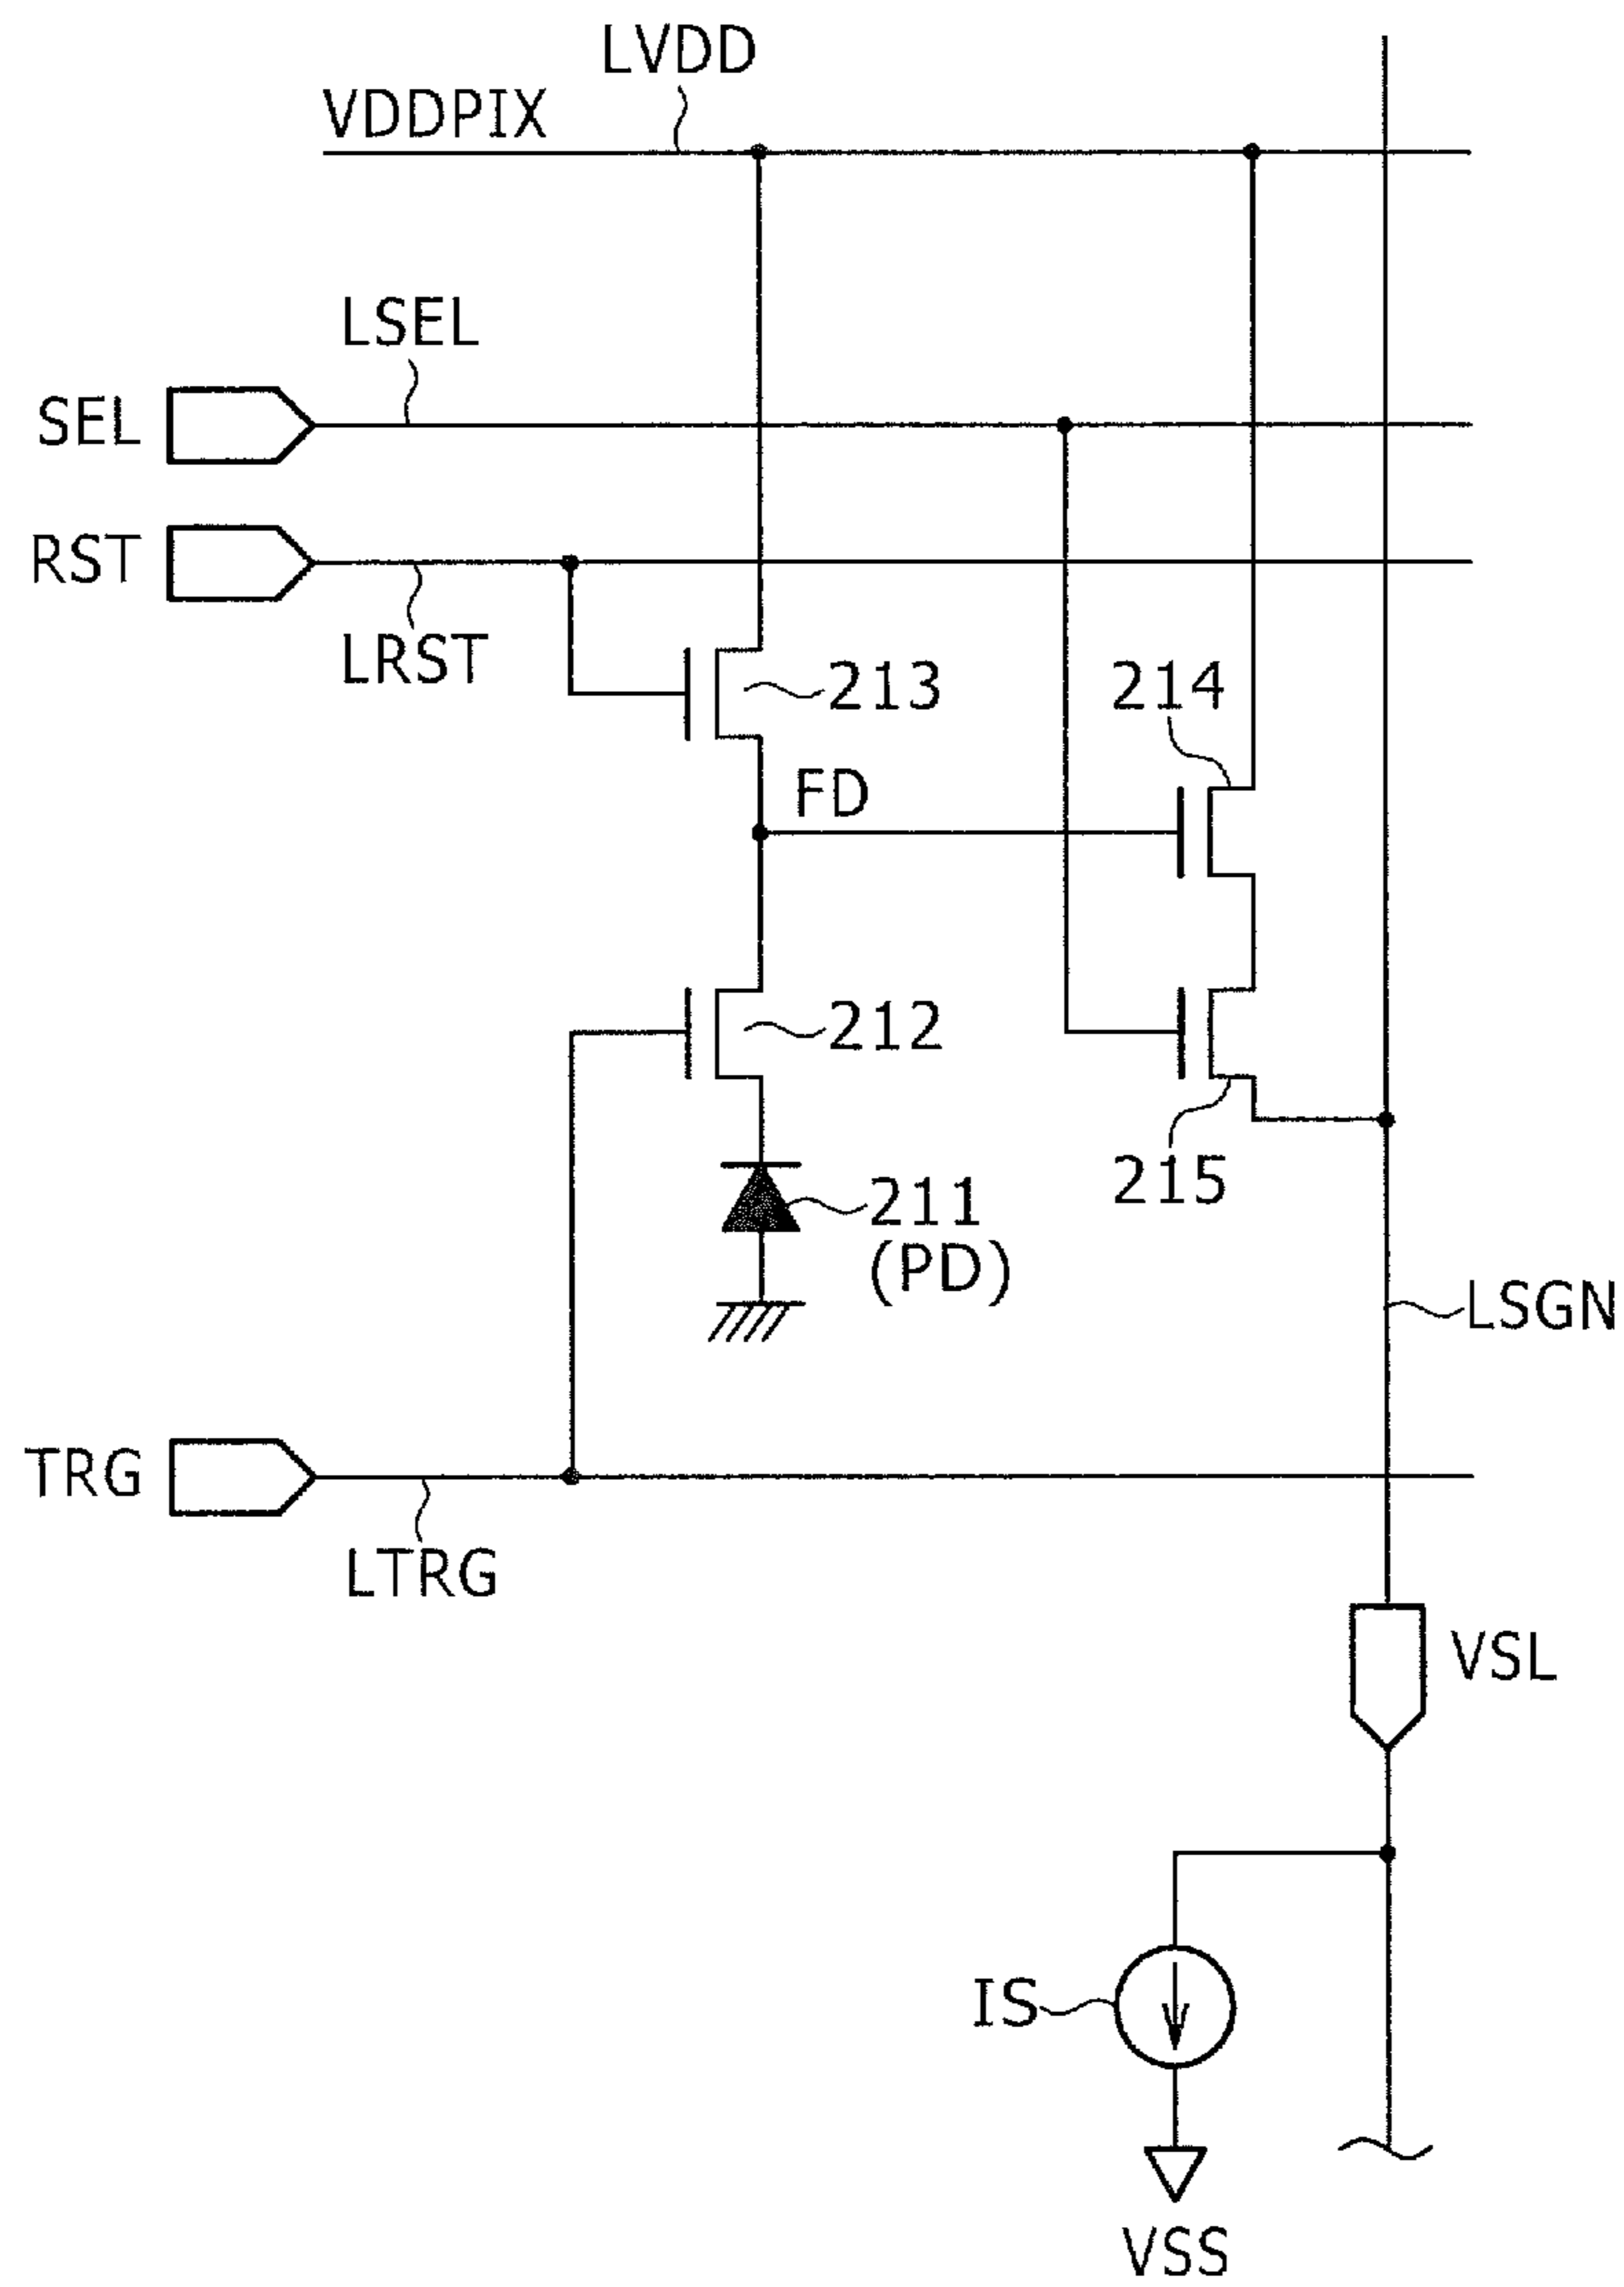 LVDD
VDDPIX
LSEL
SEL
RST
LRST
213
214
FD
212
215
211
(PD)
LSGN
TRG
LTRG
VSL
IS
VSS